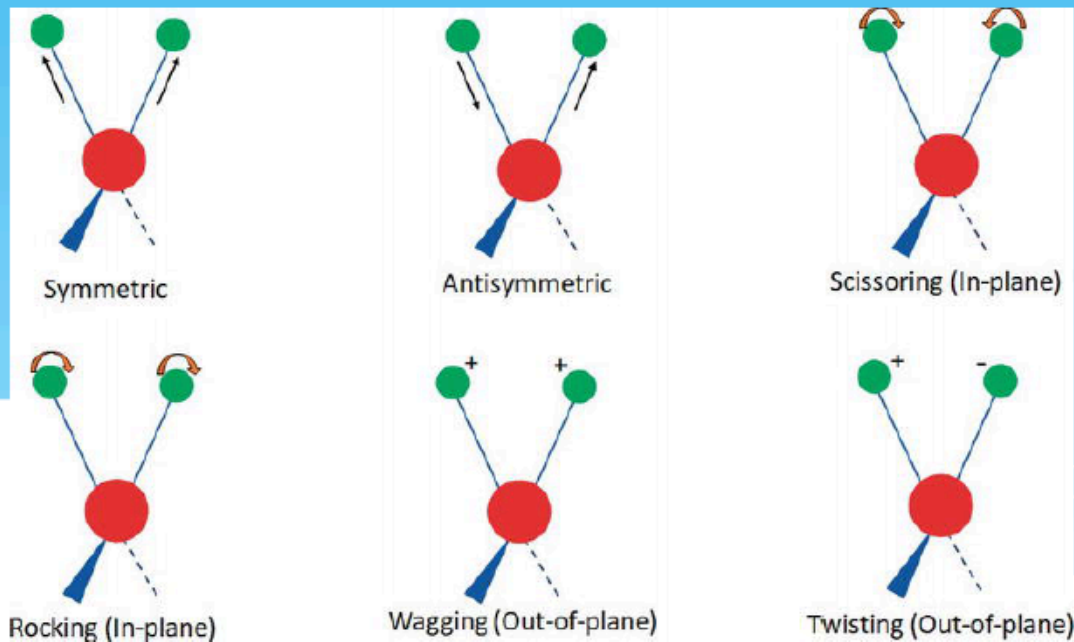 Symmetric
Antisymmetric
Scissoring (In-plane)
+ +
+ -
Rocking (In-plane)
Wagging (Out-of-plane)
Twisting (Out-of-plane)